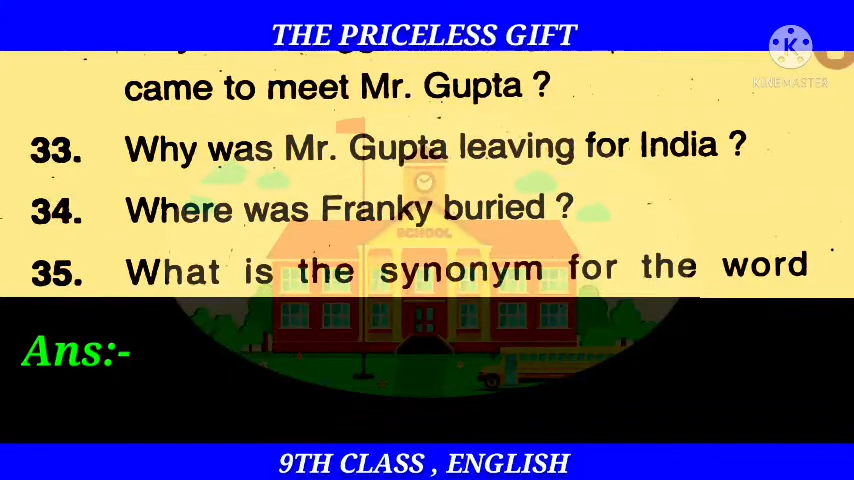 THE PRICELESS GIFT
KINEMASTER
came to meet Mr. Gupta ?
33. Why was Mr. Gupta leaving for India ?
34. Where was Franky buried ?
SCHOOL
35. What is the synonym for the word
Ans:-
9TH CLASS , ENGLISH